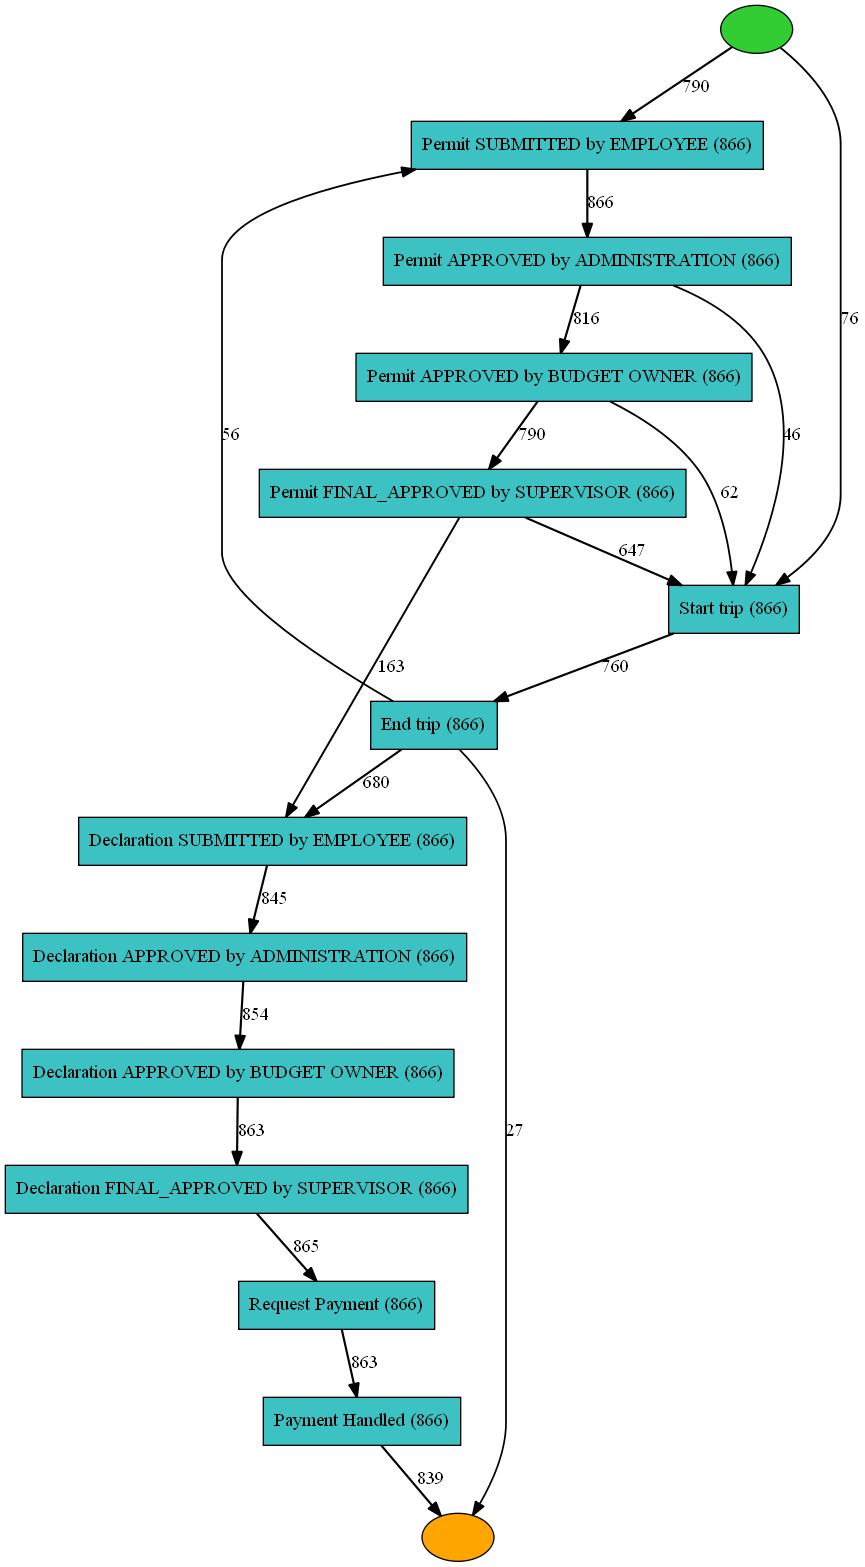 790
Permit SUBMITTED by EMPLOYEE (866)
866
Permit APPROVED by ADMINISTRATION (866)
816
76
Permit APPROVED by BUDGET OWNER (866)
56
790
46
Permit FINAL_APPROVED by SUPERVISOR (866)
62
647
Start trip (866)
163
760
End trip (866)
680
Declaration SUBMITTED by EMPLOYEE (866)
845
Declaration APPROVED by ADMINISTRATION (866)
854
Declaration APPROVED by BUDGET OWNER (866)
863
27
Declaration FINAL_APPROVED by SUPERVISOR (866)
865
Request Payment (866)
863
Payment Handled (866)
839